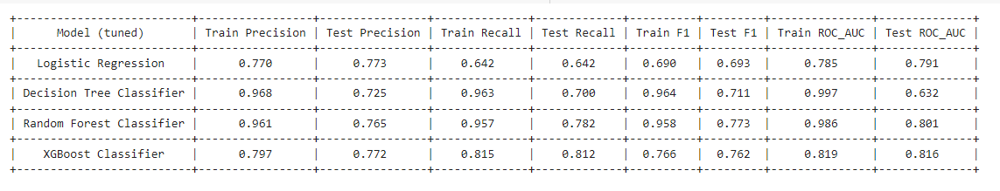 +---------------------------+-----------------+----------------+--------------+-------------+----------+---------+---------------+--------------+
| Model (tuned) | Train Precision | Test Precision | Train Recall | Test Recall | Train F1 | Test F1 | Train ROC_AUC | Test ROC_AUC |
+---------------------------+-----------------+----------------+--------------+-------------+----------+---------+---------------+--------------+
| Logistic Regression | 0.770 | 0.773 | 0.642 | 0.642 | 0.690 | 0.693 | 0.785 | 0.791 |
+---------------------------+-----------------+----------------+--------------+-------------+----------+---------+---------------+--------------+
| Decision Tree Classifier | 0.968 | 0.725 | 0.963 | 0.700 | 0.964 | 0.711 | 0.997 | 0.632 |
+---------------------------+-----------------+----------------+--------------+-------------+----------+---------+---------------+--------------+
| Random Forest Classifier | 0.961 | 0.765 | 0.957 | 0.782 | 0.958 | 0.773 | 0.986 | 0.801 |
+---------------------------+-----------------+----------------+--------------+-------------+----------+---------+---------------+--------------+
| XGBoost Classifier | 0.797 | 0.772 | 0.815 | 0.812 | 0.766 | 0.762 | 0.819 | 0.816 |
+---------------------------+-----------------+----------------+--------------+-------------+----------+---------+---------------+--------------+